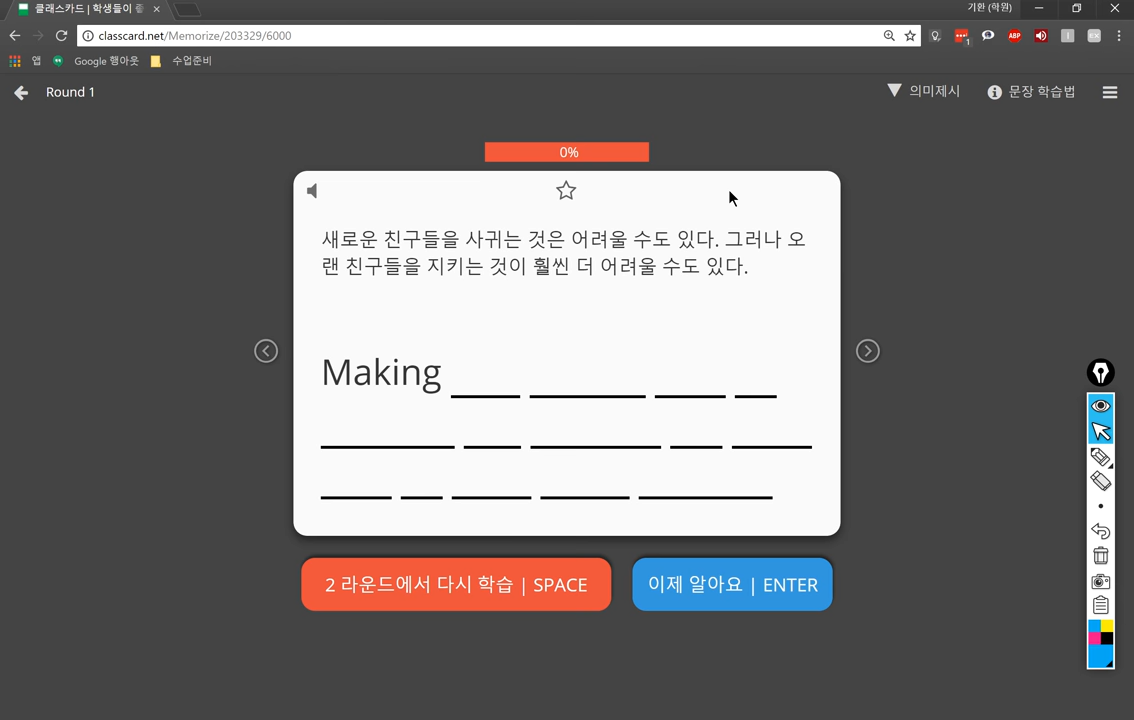 클래스카드 | 학생들이 즐
기환 (학원)
classcard.net/Memorize/203329/6000
1
ABP
앱
Google 행아웃
수업준비
Round 1
의미제시
문장 학습법
0%
새로운 친구들을 사귀는 것은 어려울 수도 있다. 그러나 오
랜 친구들을 지키는 것이 훨씬 더 어려울 수도 있다.
Making
2 라운드에서 다시 학습 | SPACE
이제 알아요 | ENTER